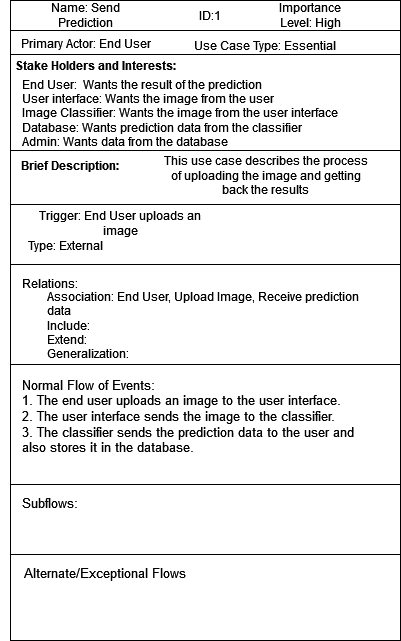 Name: Send Prediction
ID:1
Importance Level: High
Primary Actor: End User
Use Case Type: Essential
Stake Holders and Interests:
End User:  Wants the result of the prediction
User interface: Wants the image from the user
Image Classifier: Wants the image from the user interface
Database: Wants prediction data from the classifier
Admin: Wants data from the database
Brief Description:
This use case describes the process
of uploading the image and getting
back the results
Trigger: End User uploads an
image
Type: External
Relations:
Association: End User, Upload Image, Receive prediction
data
Include:
Extend:
Generalization:
Normal Flow of Events:
1. The end user uploads an image to the user interface.
2. The user interface sends the image to the classifier.
3. The classifier sends the prediction data to the user and
also stores it in the database.
Subflows:
Alternate/Exceptional Flows